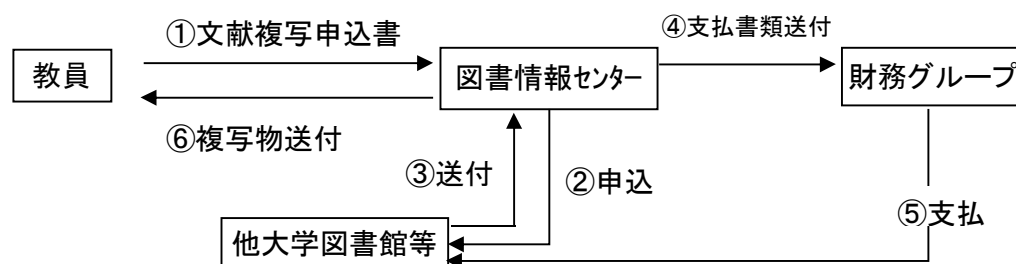 ①文献複写申込書
④支払書類送付
教員
図書情報センター
財務グループ
⑥複写物送付
③送付
②申込
⑤支払
他大学図書館等